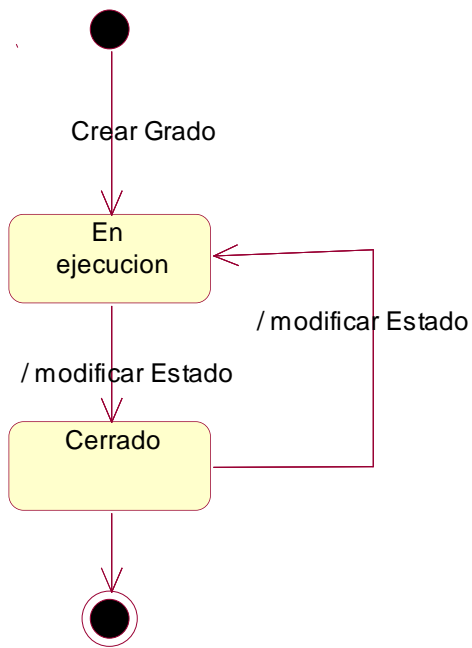 Crear Grado
En
ejecucion
/ modificar Estado
/ modificar Estado
Cerrado